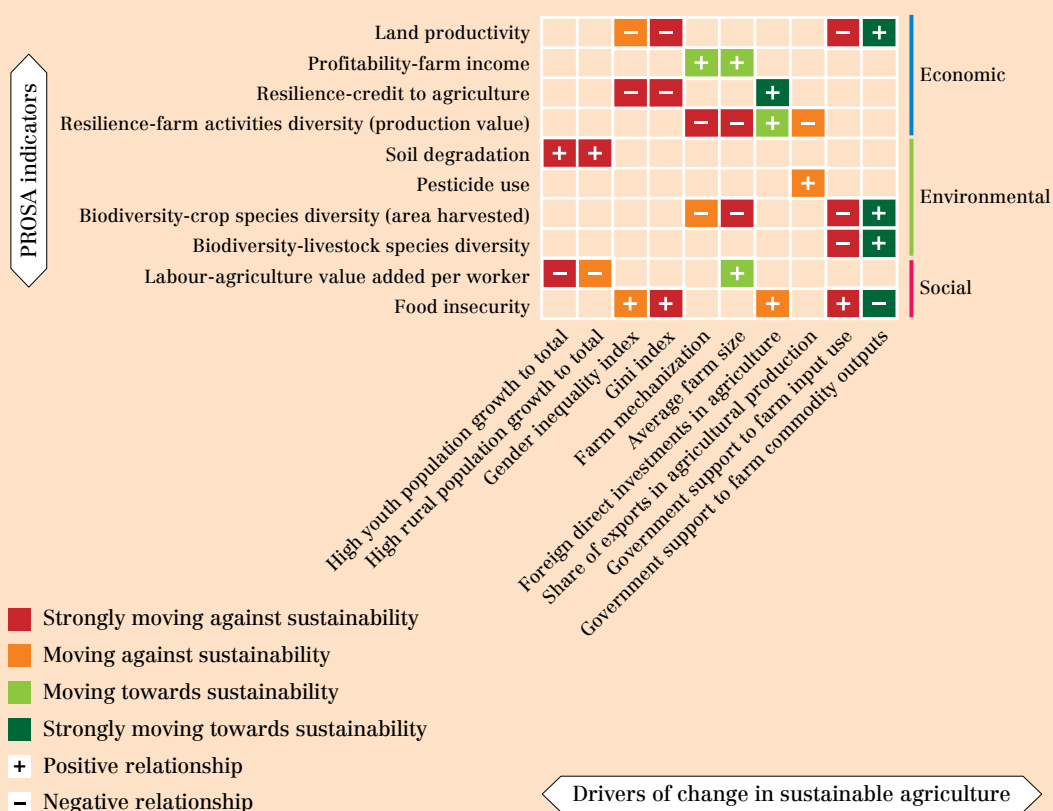 PROSA indicators
Land productivity
Profitability-farm income
Resilience-credit to agriculture
Resilience-farm activities diversity (production value)
Soil degradation
Pesticide use
Biodiversity-crop species diversity (area harvested)
Biodiversity-livestock species diversity
Labour-agriculture value added per worker
Food insecurity
− − − +
+ +
− − +
− − + −
+ +
+
− − − +
− +
− − +
+ + + + −
Economic
Environmental
Social
High youth population growth to total
High rural population growth to total
Gender inequality index
Gini index
Farm mechanization
Average farm size
Foreign direct investments in agriculture
Share of exports in agricultural production
Government support to farm input use
Government support to farm commodity outputs
Strongly moving against sustainability
Moving against sustainability
Moving towards sustainability
Strongly moving towards sustainability
+ Positive relationship
− Negative relationship
Drivers of change in sustainable agriculture